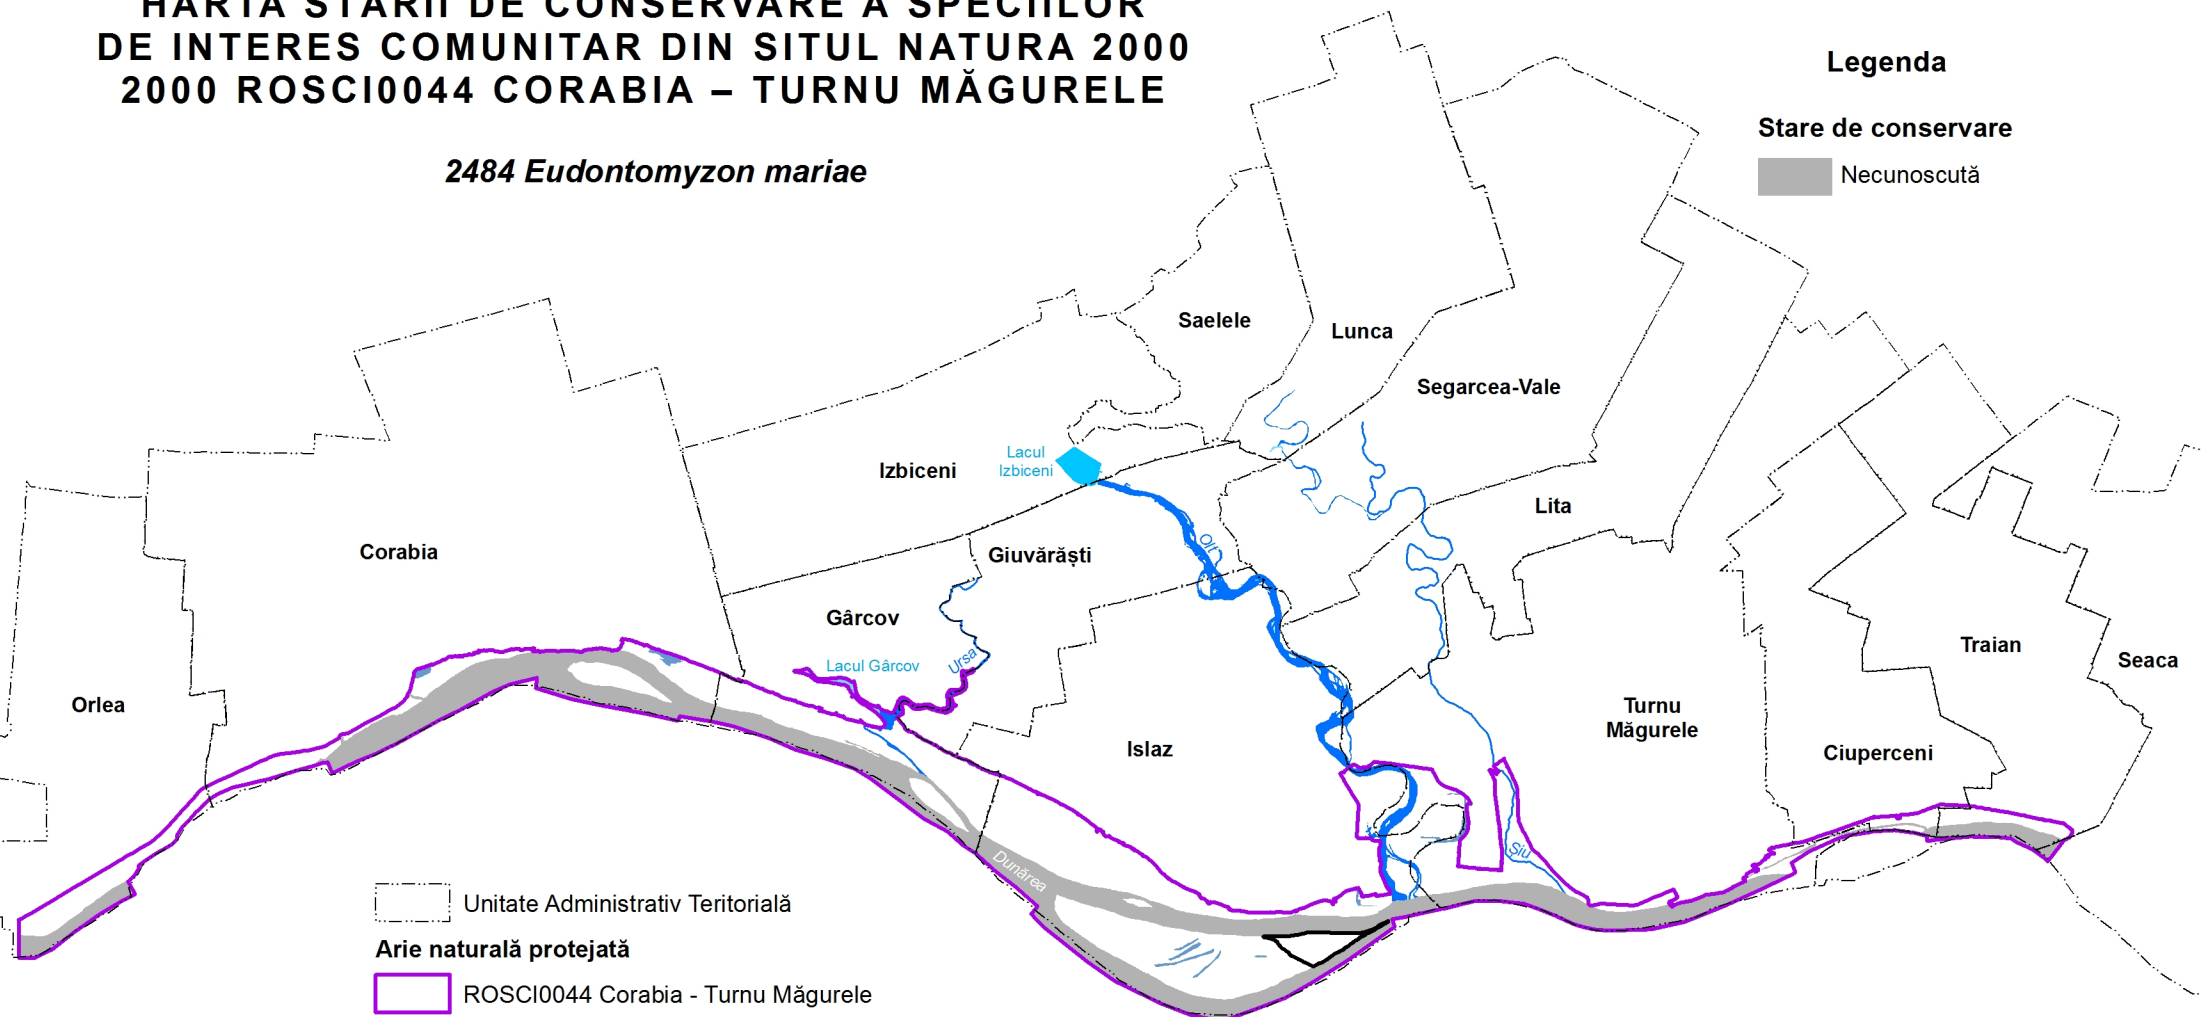 HARTA STĂRII DE CONSERVARE A SPECIILOR
DE INTERES COMUNITAR DIN SITUL NATURA 2000
2000 ROSCI0044 CORABIA – TURNU MĂGURELE
2484 Eudontomyzon mariae
Legenda
Stare de conservare
Necunoscută
Saelele
Lunca
Segarcea-Vale
Izbiceni
Lacul
Izbiceni
Lita
Corabia
Giuvărăști
Olt
Gârcov
Lacul Gârcov
Ursa
Orlea
Islaz
Turnu
Măgurele
Traian
Seaca
Ciuperceni
Dunărea
Șiu
Unitate Administrativ Teritorială
Arie naturală protejată
ROSCI0044 Corabia - Turnu Măgurele